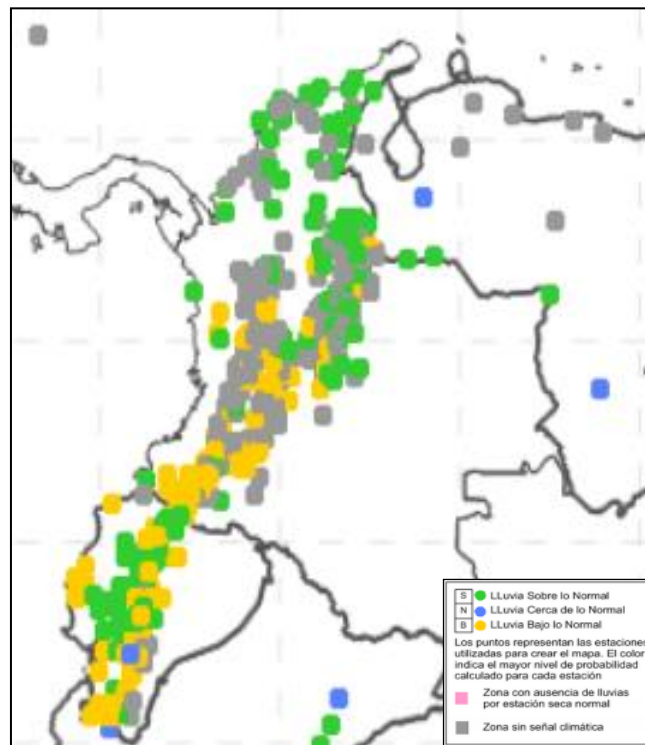 S LLuvia Sobre lo Normal
N LLuvia Cerca de lo Normal
B LLuvia Bajo lo Normal
Los puntos representan las estaciones
utilizadas para crear el mapa. El color
indica el mayor nivel de probabilidad
calculado para cada estación
Zona con ausencia de lluvias
por estación seca normal
Zona sin señal climática